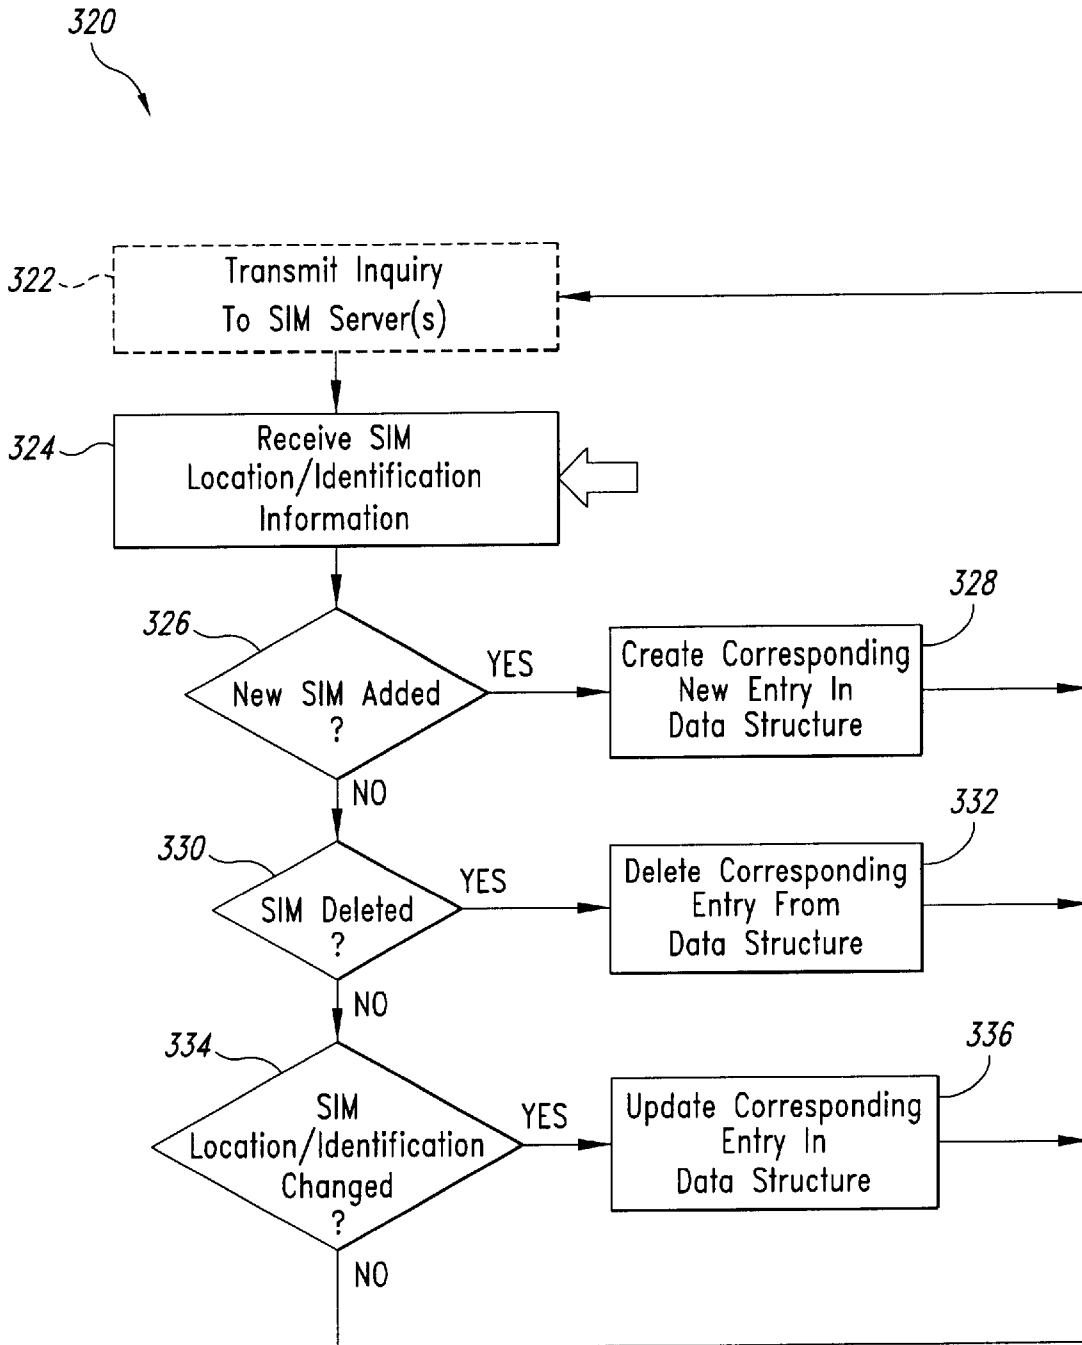 320
322
Transmit Inquiry
To SIM Server(s)
324
Receive SIM
Location/Identification
Information
326
New SIM Added
?
YES
328
Create Corresponding
New Entry In
Data Structure
NO
330
SIM Deleted
?
YES
332
Delete Corresponding
Entry From
Data Structure
NO
334
SIM
Location/Identification
Changed
?
YES
336
Update Corresponding
Entry In
Data Structure
NO